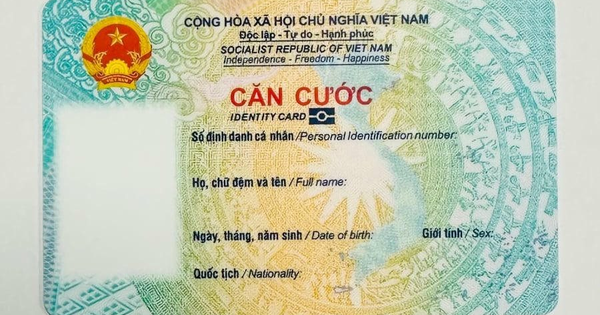 CỘNG HÒA XÃ HỘI CHỦ NGHĨA VIỆT NAM
Độc lập - Tự do - Hạnh phúc
SOCIALIST REPUBLIC OF VIET NAM
Independence - Freedom - Happiness
CĂN CƯỚC
IDENTITY CARD
Số định danh cá nhân / Personal Identification number:
Họ, chữ đệm và tên / Full name:
Ngày, tháng, năm sinh / Date of birth: Giới tính / Sex:
Quốc tịch / Nationality:
VIỆT NAM